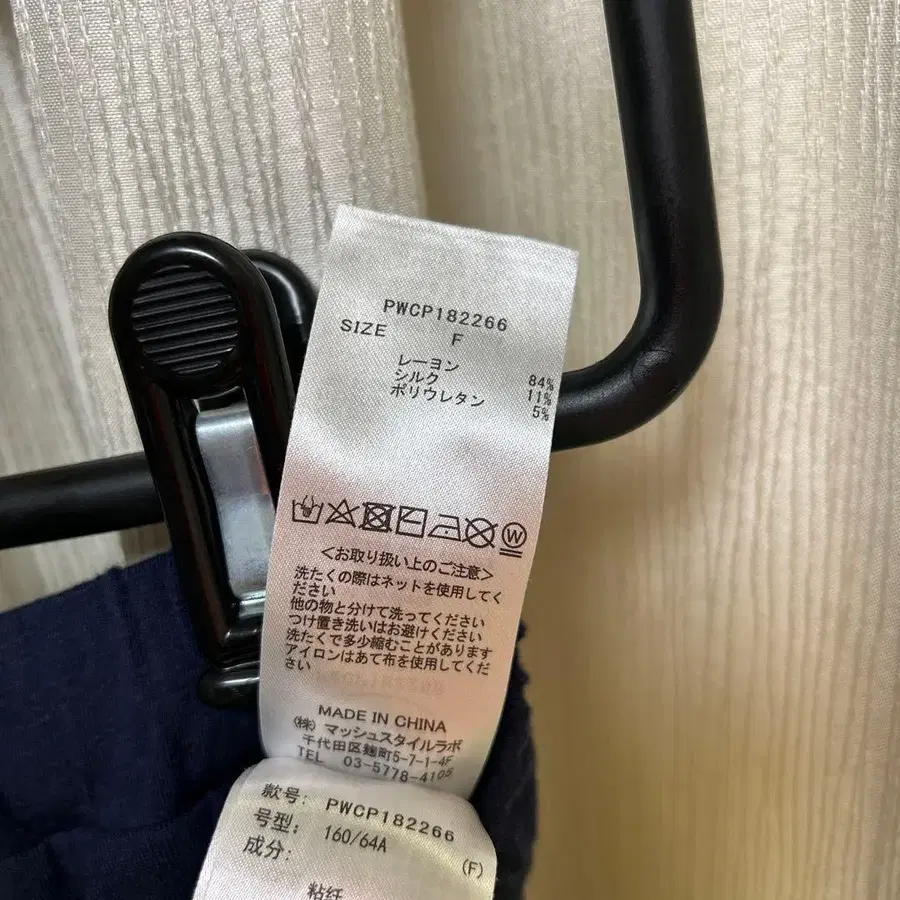 PWCP182266
SIZE F
レーヨン 84%
シルク 11%
ポリウレタン 5%
W
<お取り扱い上のご注意>
洗たくの際はネットを使用してく
ださい
他の物と分けて洗ってください
つけ置き洗いはお避けください
洗たくで多少縮むことがあります
アイロンはあて布を使用してくだ
さい
MADE IN CHINA
(株) マッシュスタイルラボ
千代田区麹町5-7-1-4F
TEL 03-5778-4105
款号: PWCP182266
号型: 160/64A
(F)
成分:
粘纤